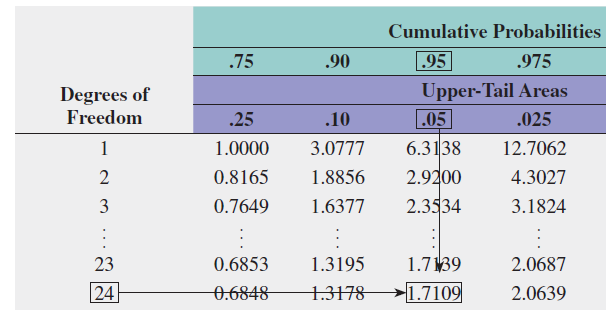 Cumulative Probabilities
.75 .90 .95 .975
Degrees of Upper-Tail Areas
Freedom .25 .10 .05 .025
1 1.0000 3.0777 6.3138 12.7062
2 0.8165 1.8856 2.9200 4.3027
3 0.7649 1.6377 2.3534 3.1824
⋮ ⋮ ⋮ ⋮ ⋮
23 0.6853 1.3195 1.7139 2.0687
24 0.6848 1.3178 1.7109 2.0639